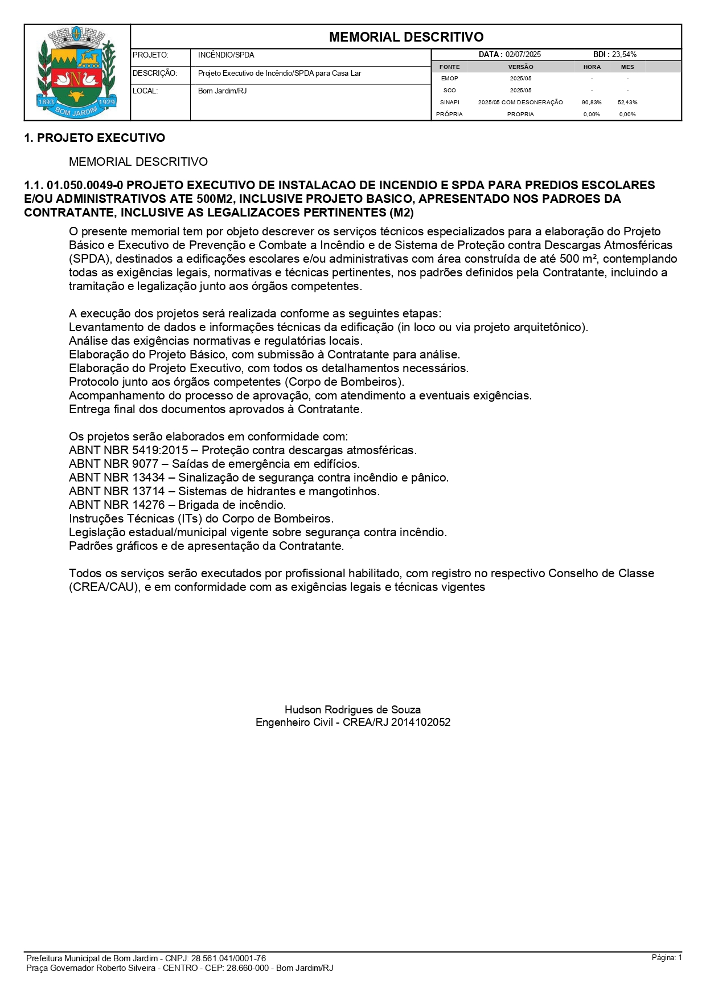 1893
N
1929
BOM JARDIM
MEMORIAL DESCRITIVO
PROJETO: INCÊNDIO/SPDA
DESCRIÇÃO: Projeto Executivo de Incêndio/SPDA para Casa Lar
LOCAL: Bom Jardim/RJ
DATA : 02/07/2025 BDI : 23,54%
FONTE VERSÃO HORA MES
EMOP 2025/05 - -
SCO 2025/05 - -
SINAPI 2025/05 COM DESONERAÇÃO 90,83% 52,43%
PRÓPRIA PROPRIA 0,00% 0,00%
1. PROJETO EXECUTIVO
MEMORIAL DESCRITIVO
1.1. 01.050.0049-0 PROJETO EXECUTIVO DE INSTALACAO DE INCENDIO E SPDA PARA PREDIOS ESCOLARES
E/OU ADMINISTRATIVOS ATE 500M2, INCLUSIVE PROJETO BASICO, APRESENTADO NOS PADROES DA
CONTRATANTE, INCLUSIVE AS LEGALIZACOES PERTINENTES (M2)
O presente memorial tem por objeto descrever os serviços técnicos especializados para a elaboração do Projeto
Básico e Executivo de Prevenção e Combate a Incêndio e de Sistema de Proteção contra Descargas Atmosféricas
(SPDA), destinados a edificações escolares e/ou administrativas com área construída de até 500 m², contemplando
todas as exigências legais, normativas e técnicas pertinentes, nos padrões definidos pela Contratante, incluindo a
tramitação e legalização junto aos órgãos competentes.
A execução dos projetos será realizada conforme as seguintes etapas:
Levantamento de dados e informações técnicas da edificação (in loco ou via projeto arquitetônico).
Análise das exigências normativas e regulatórias locais.
Elaboração do Projeto Básico, com submissão à Contratante para análise.
Elaboração do Projeto Executivo, com todos os detalhamentos necessários.
Protocolo junto aos órgãos competentes (Corpo de Bombeiros).
Acompanhamento do processo de aprovação, com atendimento a eventuais exigências.
Entrega final dos documentos aprovados à Contratante.
Os projetos serão elaborados em conformidade com:
ABNT NBR 5419:2015 – Proteção contra descargas atmosféricas.
ABNT NBR 9077 – Saídas de emergência em edifícios.
ABNT NBR 13434 – Sinalização de segurança contra incêndio e pânico.
ABNT NBR 13714 – Sistemas de hidrantes e mangotinhos.
ABNT NBR 14276 – Brigada de incêndio.
Instruções Técnicas (ITs) do Corpo de Bombeiros.
Legislação estadual/municipal vigente sobre segurança contra incêndio.
Padrões gráficos e de apresentação da Contratante.
Todos os serviços serão executados por profissional habilitado, com registro no respectivo Conselho de Classe
(CREA/CAU), e em conformidade com as exigências legais e técnicas vigentes
Hudson Rodrigues de Souza
Engenheiro Civil - CREA/RJ 2014102052
Prefeitura Municipal de Bom Jardim - CNPJ: 28.561.041/0001-76 Página: 1
Praça Governador Roberto Silveira - CENTRO - CEP: 28.660-000 - Bom Jardim/RJ